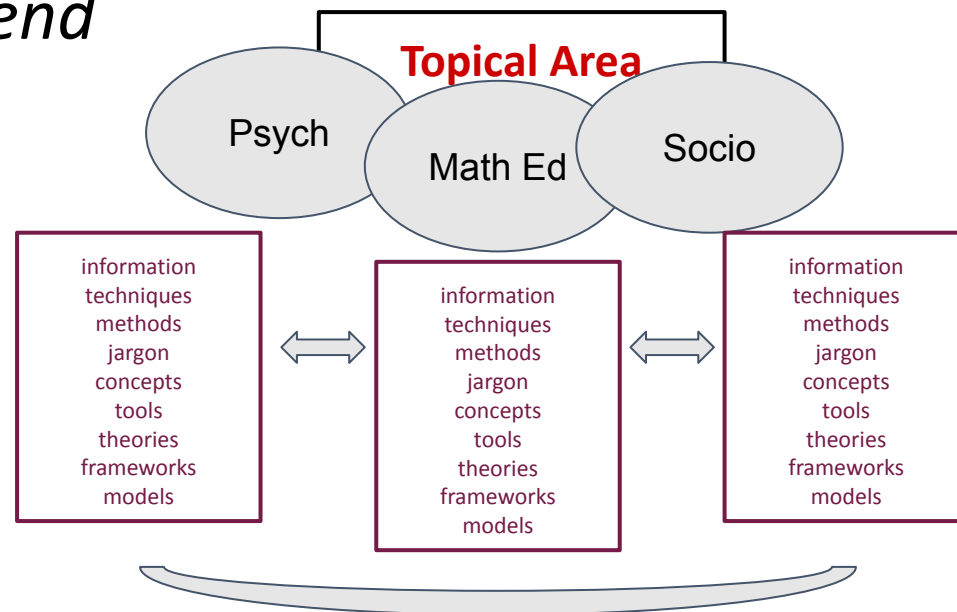 end
Topical Area
Psych
Math Ed
Socio
information
techniques
methods
jargon
concepts
tools
theories
frameworks
models
information
techniques
methods
jargon
concepts
tools
theories
frameworks
models
information
techniques
methods
jargon
concepts
tools
theories
frameworks
models